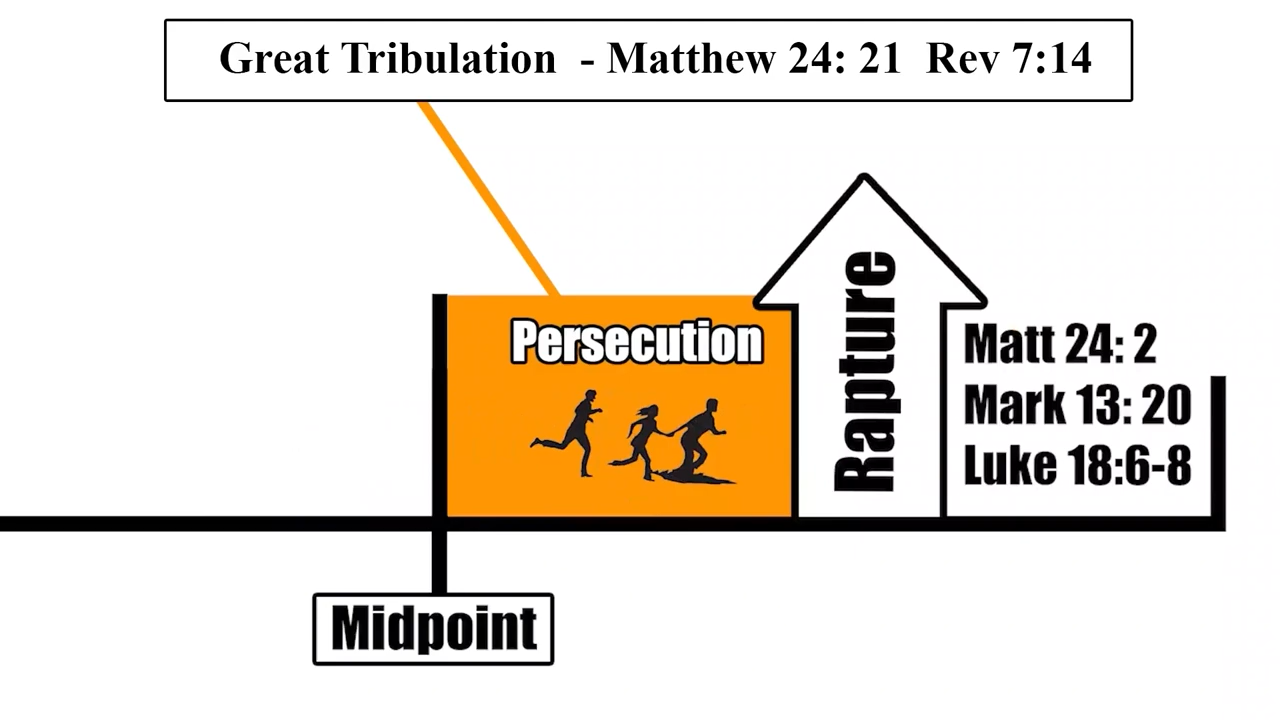 Great Tribulation - Matthew 24: 21 Rev 7:14
Persecution
Rapture
Matt 24: 2
Mark 13: 20
Luke 18:6-8
Midpoint